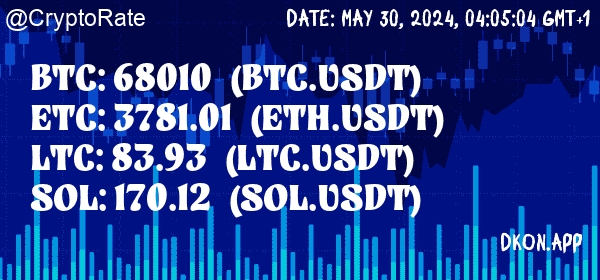 @CryptoRate
DATE: MAY 30, 2024, 04:05:04 GMT+1
BTC: 68010 (BTC.USDT)
ETC: 3781.01 (ETH.USDT)
LTC: 83.93 (LTC.USDT)
SOL: 170.12 (SOL.USDT)
DKON.APP